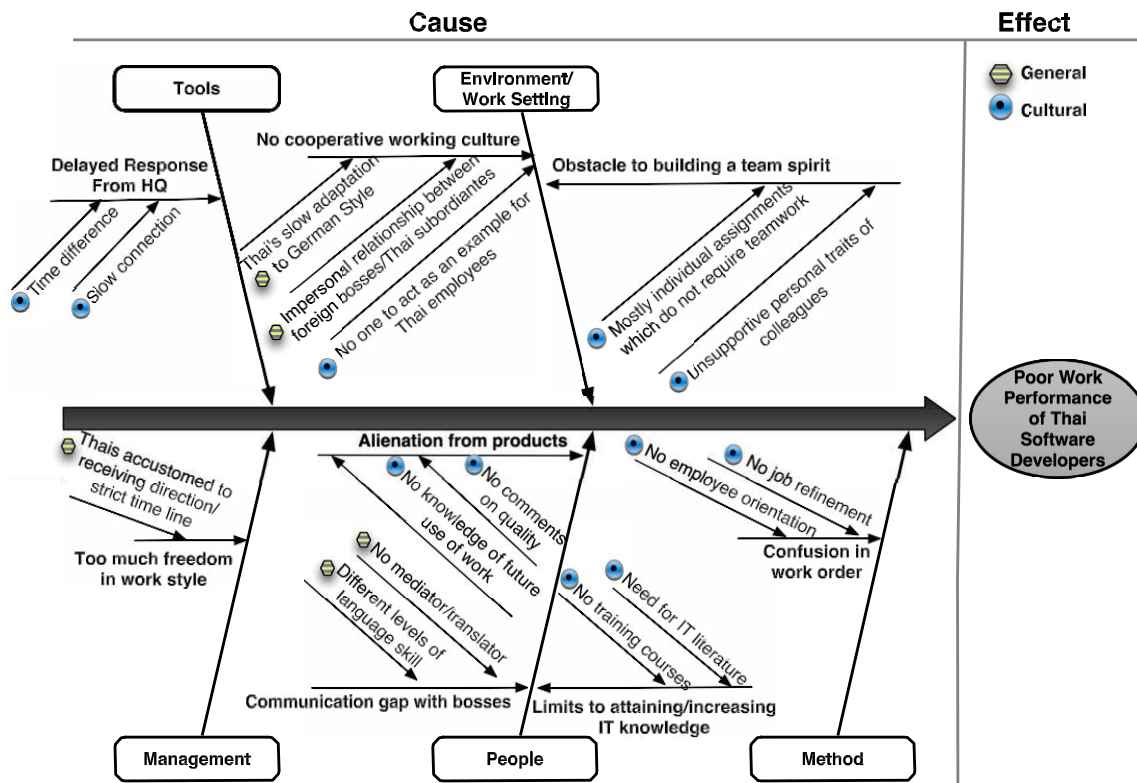 Cause
Effect
General
Cultural
Tools
Environment/
Work Setting
Delayed Response
From HQ
Time difference
Slow connection
No cooperative working culture
Thai's slow adaptation
to German Style
Impersonal relationship between
foreign bosses/Thai subordiantes
No one to act as an example for
Thai employees
Obstacle to building a team spirit
Mostly individual assignments
which do not require teamwork
Unsupportive personal traits of
colleagues
Poor Work
Performance
of Thai
Software
Developers
Thais accustomed to
receiving direction/
strict time line
Too much freedom
in work style
Alienation from products
No knowledge of future
use of work
No comments
on quality
No mediator/translator
Different levels of
language skill
Communication gap with bosses
No training courses
Need for IT literature
Limits to attaining/increasing
IT knowledge
No employee orientation
No job refinement
Confusion in
work order
Management
People
Method